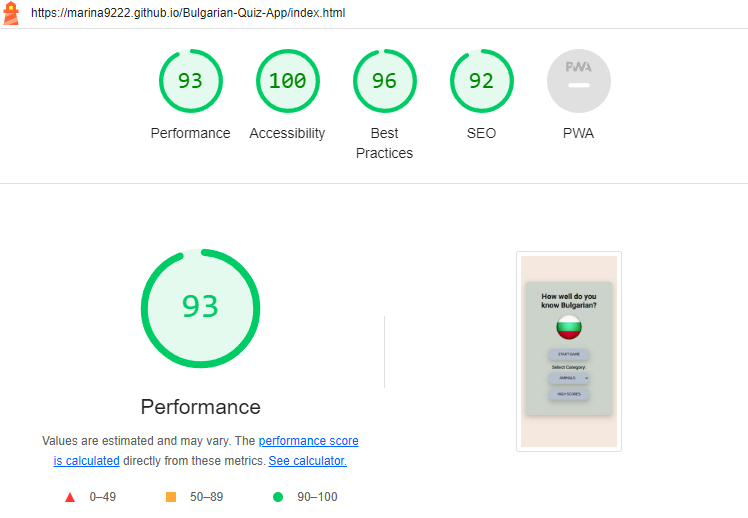 https://marina9222.github.io/Bulgarian-Quiz-App/index.html
93
100
96
92
PWA
Performance
Accessibility
Best
Practices
SEO
PWA
93
Performance
Values are estimated and may vary. The performance score
is calculated directly from these metrics. See calculator.
0–49
50–89
90–100
How well do you
know Bulgarian?
START GAME
Select Category:
ANIMALS
HIGH SCORES